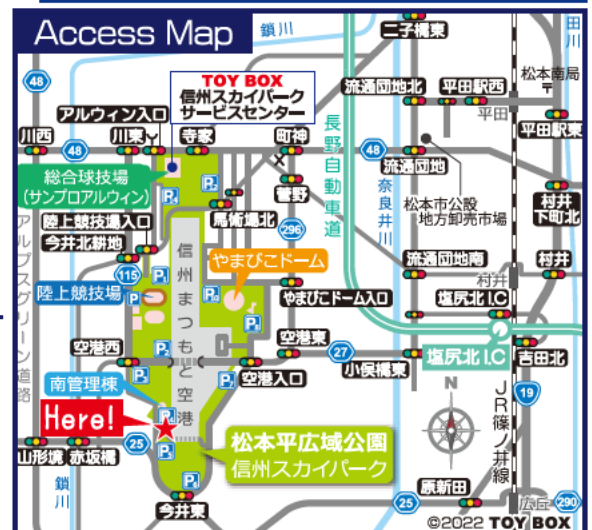 Access Map
鎖川
二子橋東
田川
48
TOY BOX
信州スカイパーク
サービスセンター
流通団地北
平田駅西
松本南局
〒
平田
平田駅東
アルウィン入口
川西
川東
寺家
町神
48
48
流通団地
長野自動車道
奈良井川
総合球技場
(サンプロアルウィン)
P
P
菅野
松本市公設
地方卸売市場
村井
下町北
陸上競技場入口
馬術場北
296
今井北耕地
アルプスグリーン道路
信州まつもと空港
やまびこドーム
流通団地南
村井
村井
115
陸上競技場
P
P
P
やまびこドーム入口
塩尻北I.C
P
空港西
空港東
27
小俣橋東
塩尻北I.C
吉田北
P
P
空港入口
南管理棟
N
19
Here!
P
JR篠ノ井線
25
山形境
赤坂橋
P
松本平広域公園
信州スカイパーク
鎖川
P
今井東
原新田
25
広丘
290
©2022 TOY BOX